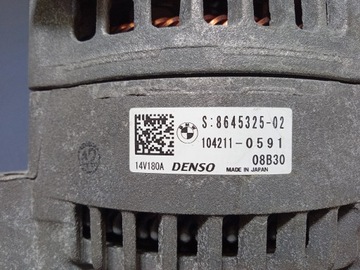 S:8645325-02
104211-0591
08B30
14V180A DENSO MADE IN JAPAN